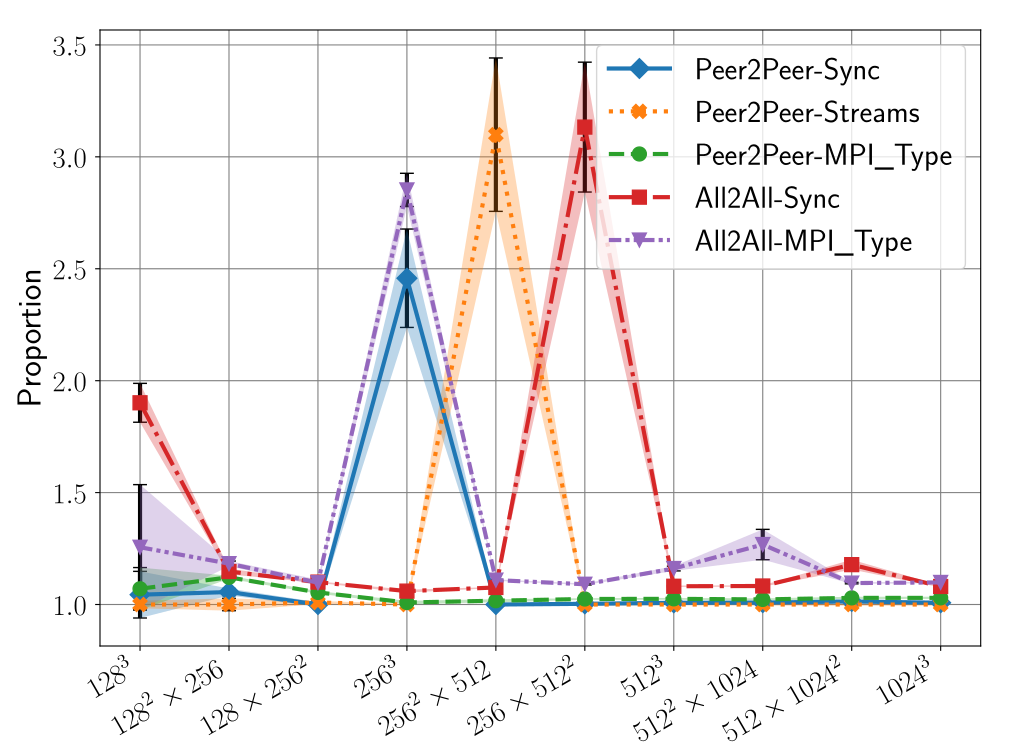 3.5
3.0
2.5
2.0
1.5
1.0
Proportion
Peer2Peer-Sync
Peer2Peer-Streams
Peer2Peer-MPI_Type
All2All-Sync
All2All-MPI_Type
128³
128² × 256
128 × 256²
256³
256² × 512
256 × 512²
512³
512² × 1024
512 × 1024²
1024³